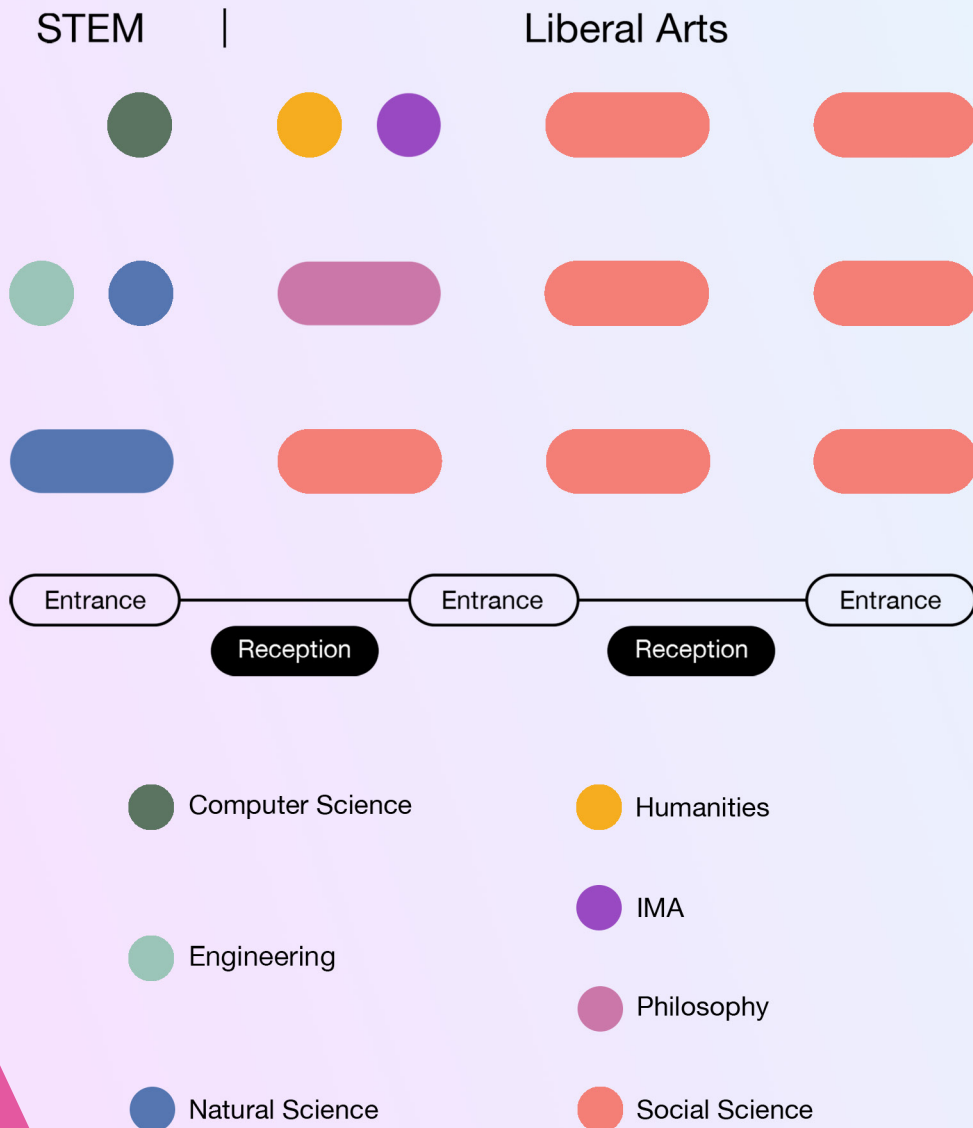 STEM | Liberal Arts
Entrance Entrance Entrance
Reception Reception
Computer Science
Engineering
Natural Science
Humanities
IMA
Philosophy
Social Science